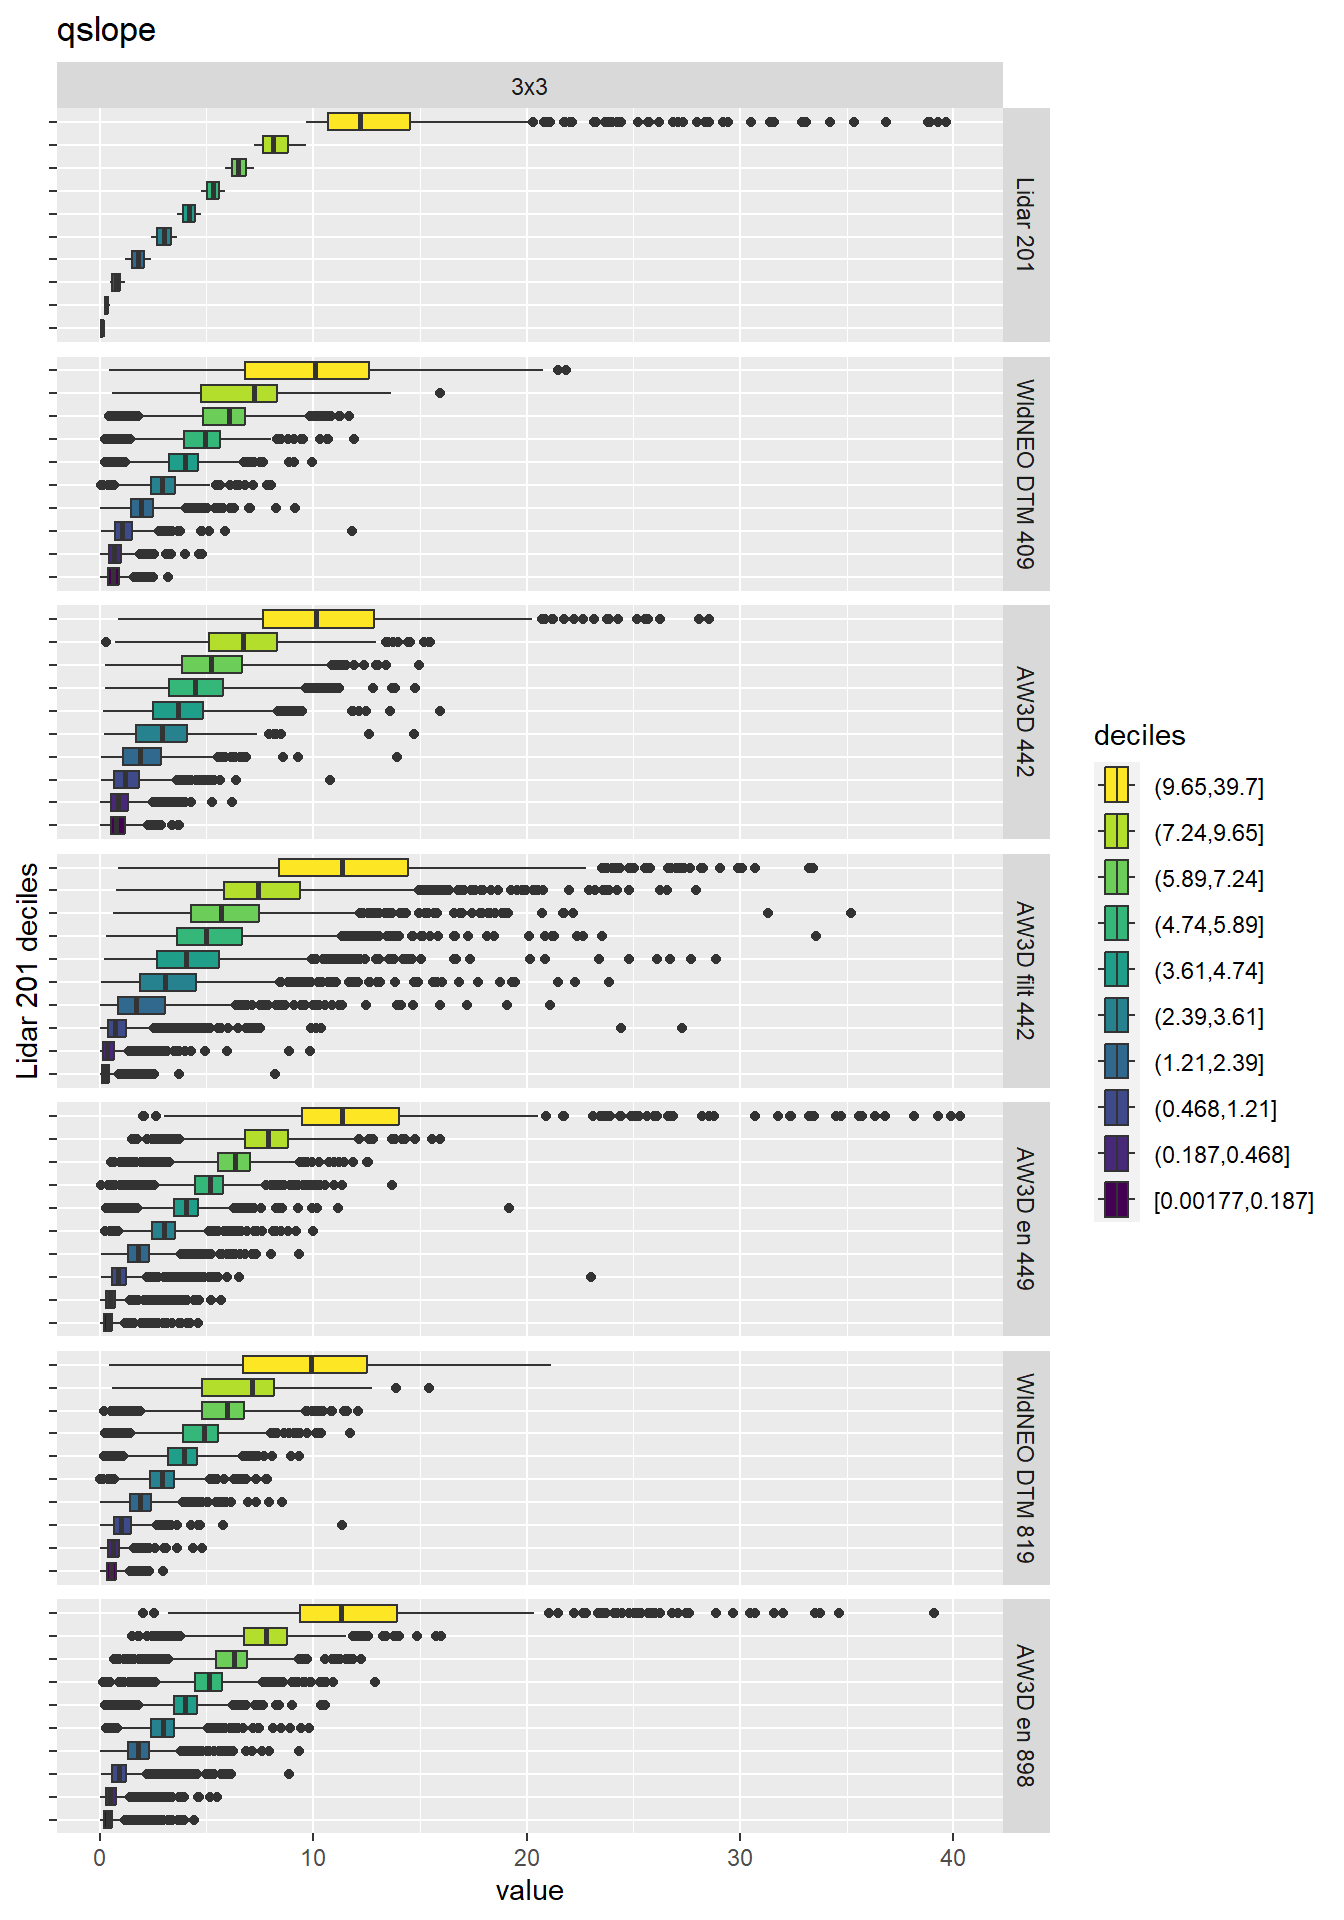 qslope
3x3
Lidar 201
WldNEO DTM 409
AW3D 442
AW3D filt 442
AW3D en 449
WldNEO DTM 819
AW3D en 898
Lidar 201 deciles
0 10 20 30 40
value
deciles
(9.65,39.7]
(7.24,9.65]
(5.89,7.24]
(4.74,5.89]
(3.61,4.74]
(2.39,3.61]
(1.21,2.39]
(0.468,1.21]
(0.187,0.468]
[0.00177,0.187]